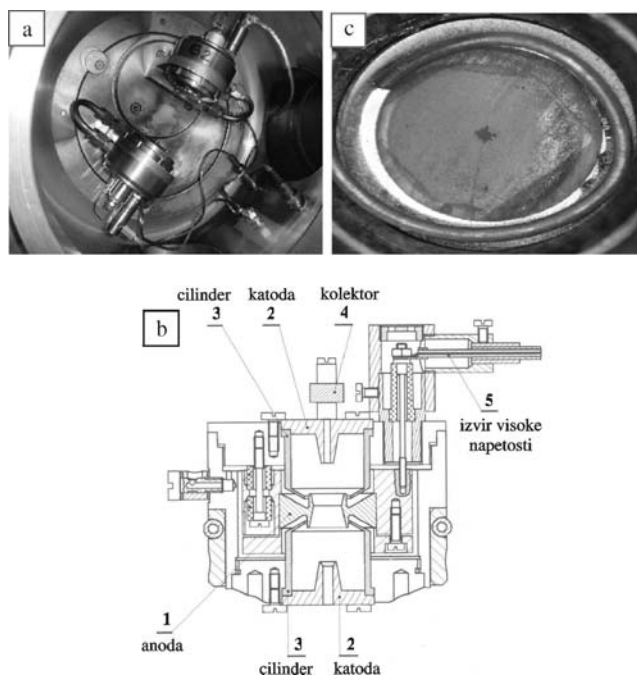 a
c
b
cilinder
3
katoda
2
kolektor
4
5
izvir visoke
napetosti
1
anoda
3
cilinder
2
katoda